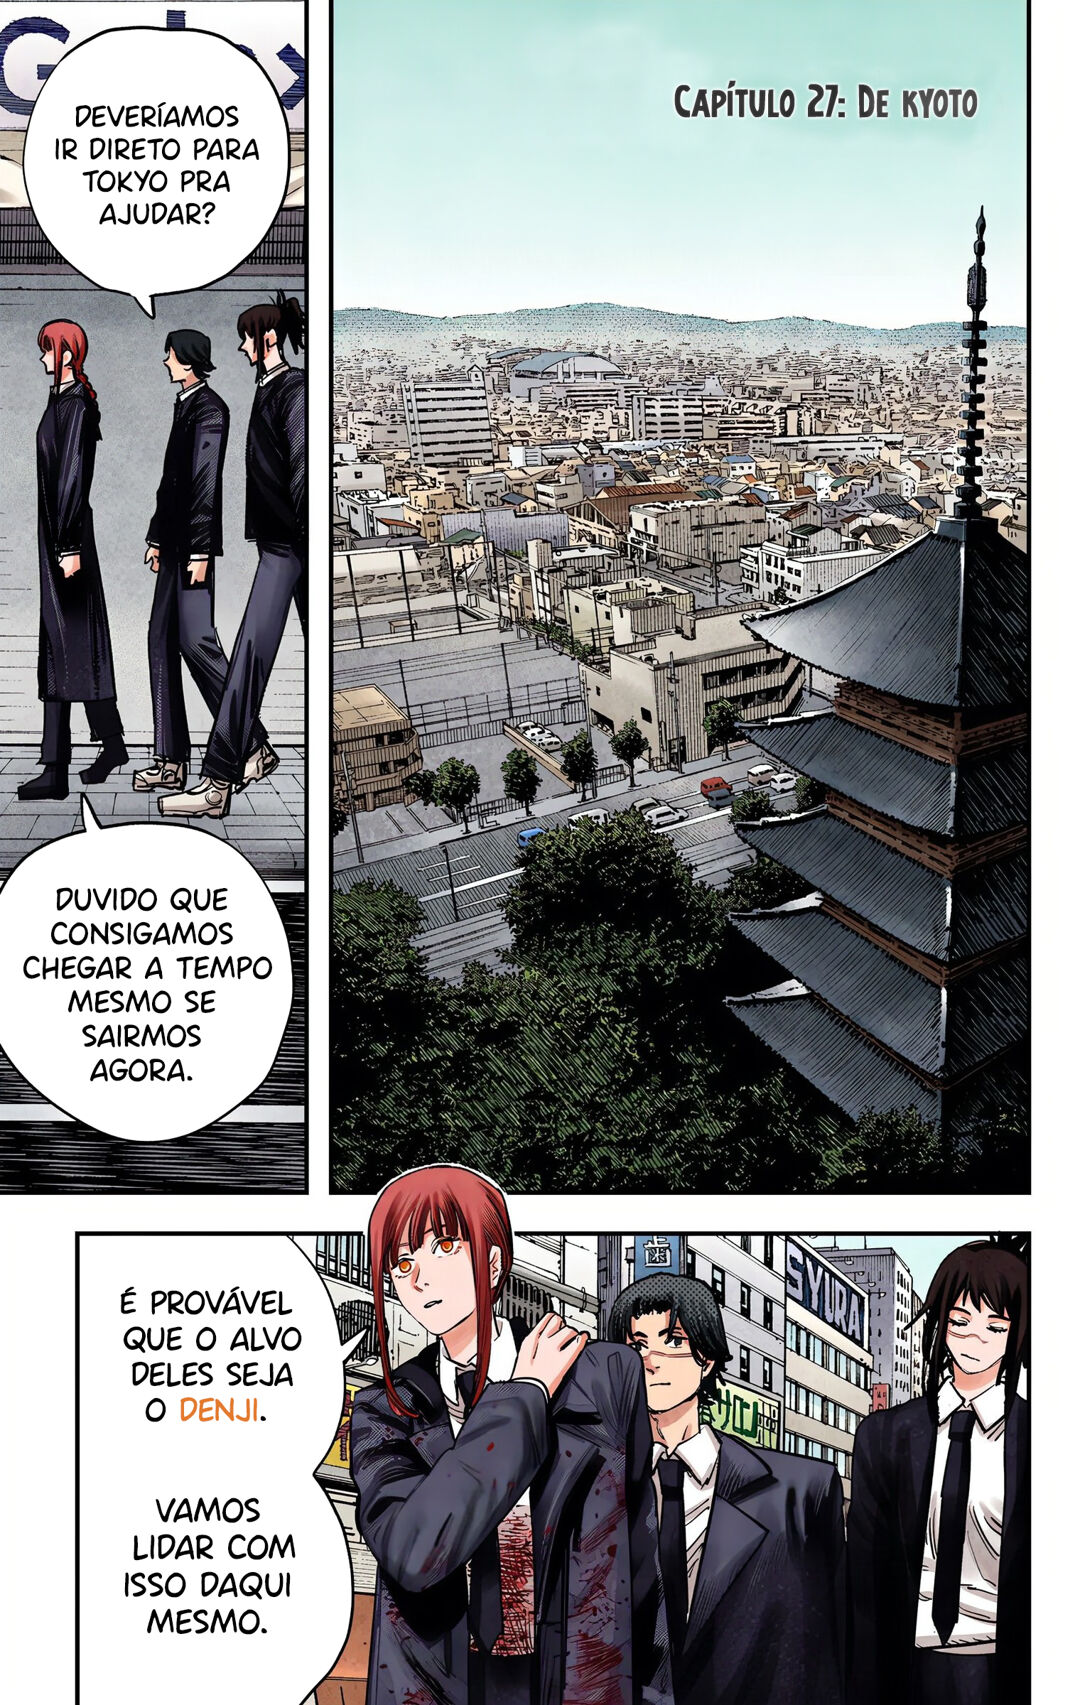 CAPÍTULO 27: DE KYOTO
DEVERÍAMOS
IR DIRETO PARA
TOKYO PRA
AJUDAR?
DUVIDO QUE
CONSIGAMOS
CHEGAR A TEMPO
MESMO SE
SAIRMOS
AGORA.
É PROVÁVEL
QUE O ALVO
DELES SEJA
O DENJI.
VAMOS
LIDAR COM
ISSO DAQUI
MESMO.
歯
SYURA